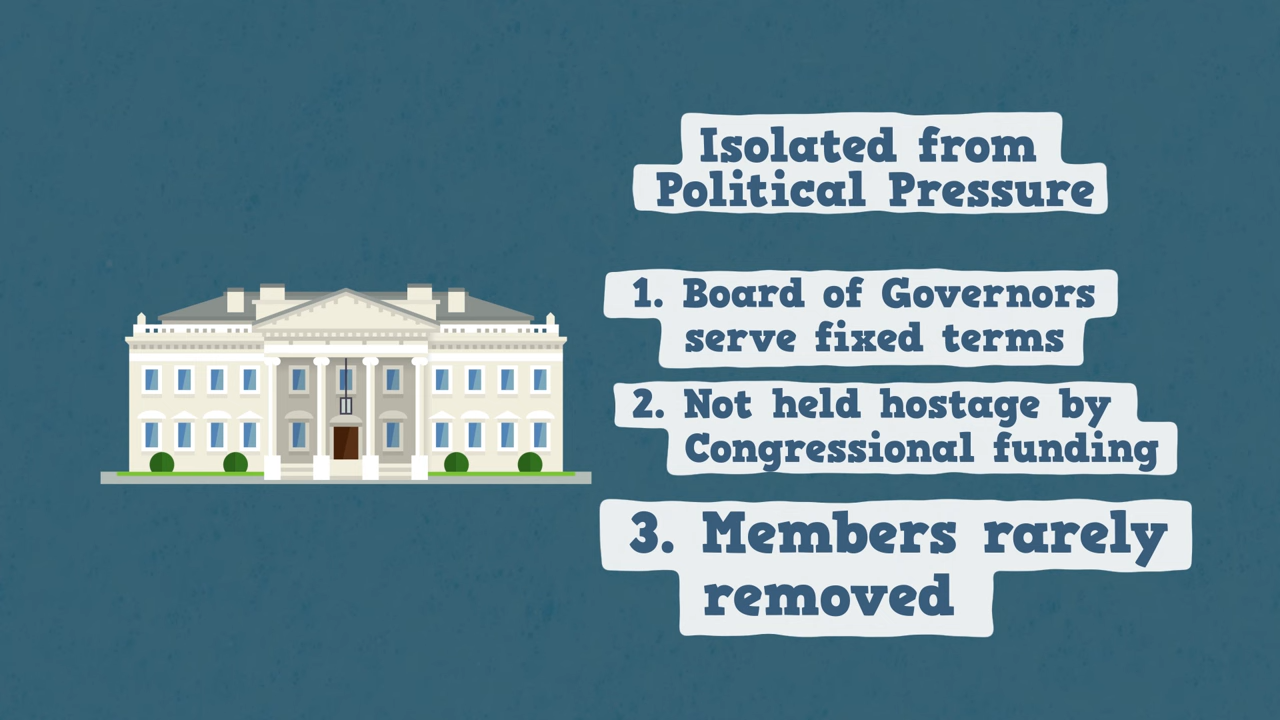 Isolated from
Political Pressure
1. Board of Governors
serve fixed terms
2. Not held hostage by
Congressional funding
3. Members rarely
removed